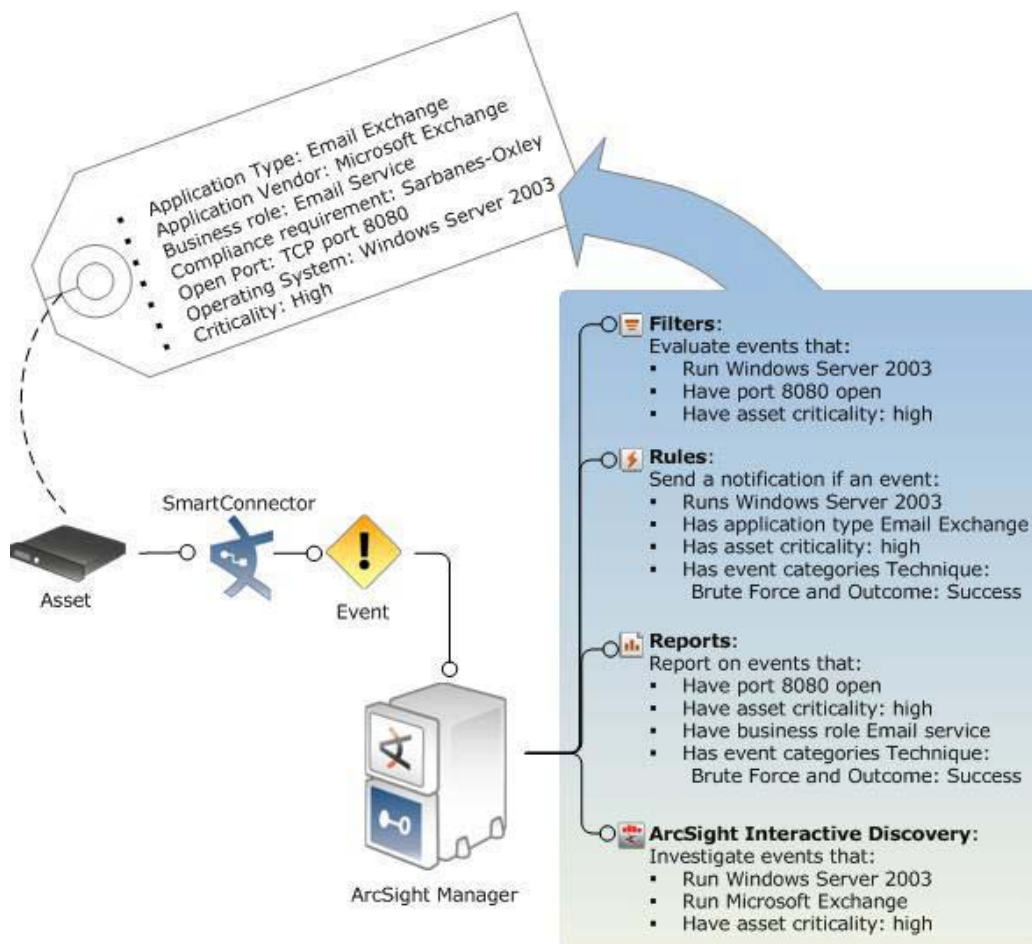 ▪ Application Type: Email Exchange
▪ Application Vendor: Microsoft Exchange
▪ Business role: Email Service
▪ Compliance requirement: Sarbanes-Oxley
▪ Open Port: TCP port 8080
▪ Operating System: Windows Server 2003
▪ Criticality: High
Asset
SmartConnector
Event
ArcSight Manager
Filters:
Evaluate events that:
▪ Run Windows Server 2003
▪ Have port 8080 open
▪ Have asset criticality: high
Rules:
Send a notification if an event:
▪ Runs Windows Server 2003
▪ Has application type Email Exchange
▪ Has asset criticality: high
▪ Has event categories Technique:
Brute Force and Outcome: Success
Reports:
Report on events that:
▪ Have port 8080 open
▪ Have asset criticality: high
▪ Have business role Email service
▪ Has event categories Technique:
Brute Force and Outcome: Success
ArcSight Interactive Discovery:
Investigate events that:
▪ Run Windows Server 2003
▪ Run Microsoft Exchange
▪ Have asset criticality: high